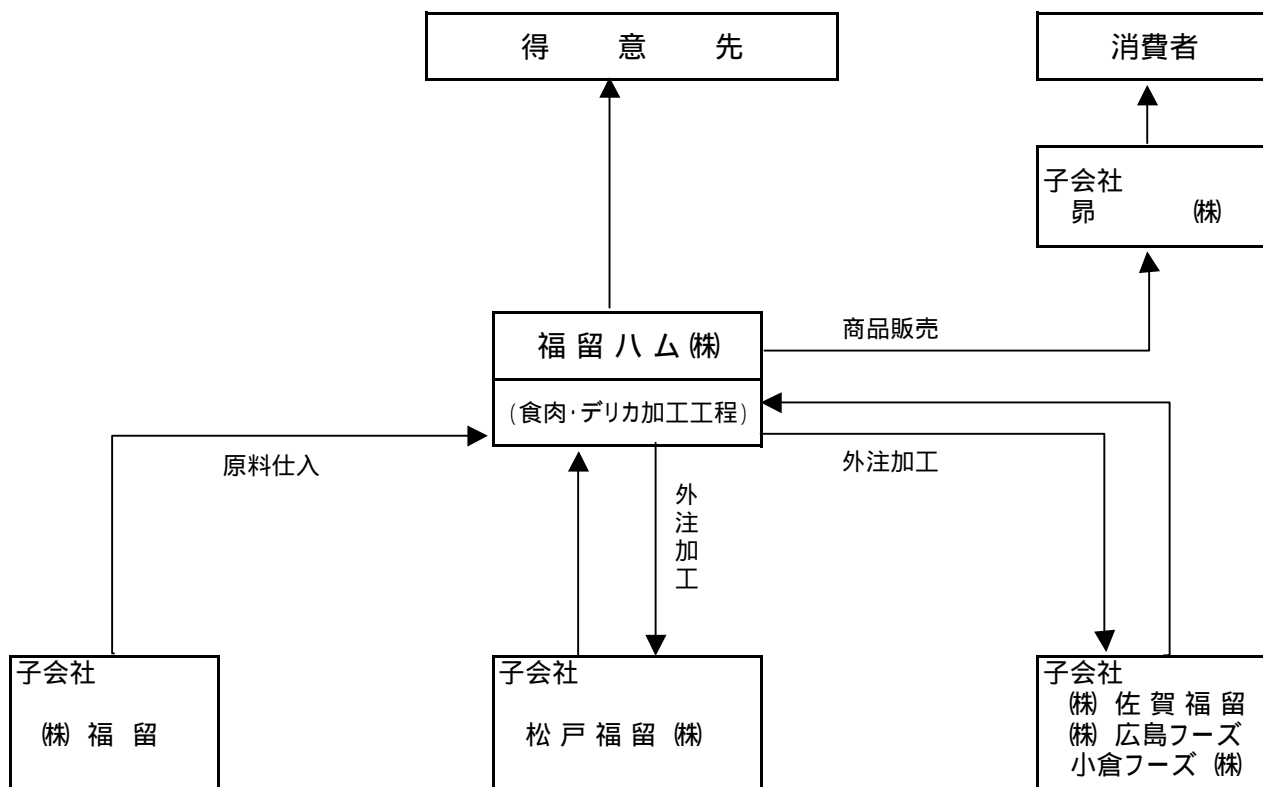 得 意 先
消費者
子会社
昴 ㈱
福留ハム㈱
商品販売
(食肉・デリカ加工工程)
原料仕入
外注加工
外注加工
子会社
㈱ 福 留
子会社
松戸福留 ㈱
子会社
㈱ 佐賀福留
㈱ 広島フーズ
小倉フーズ ㈱